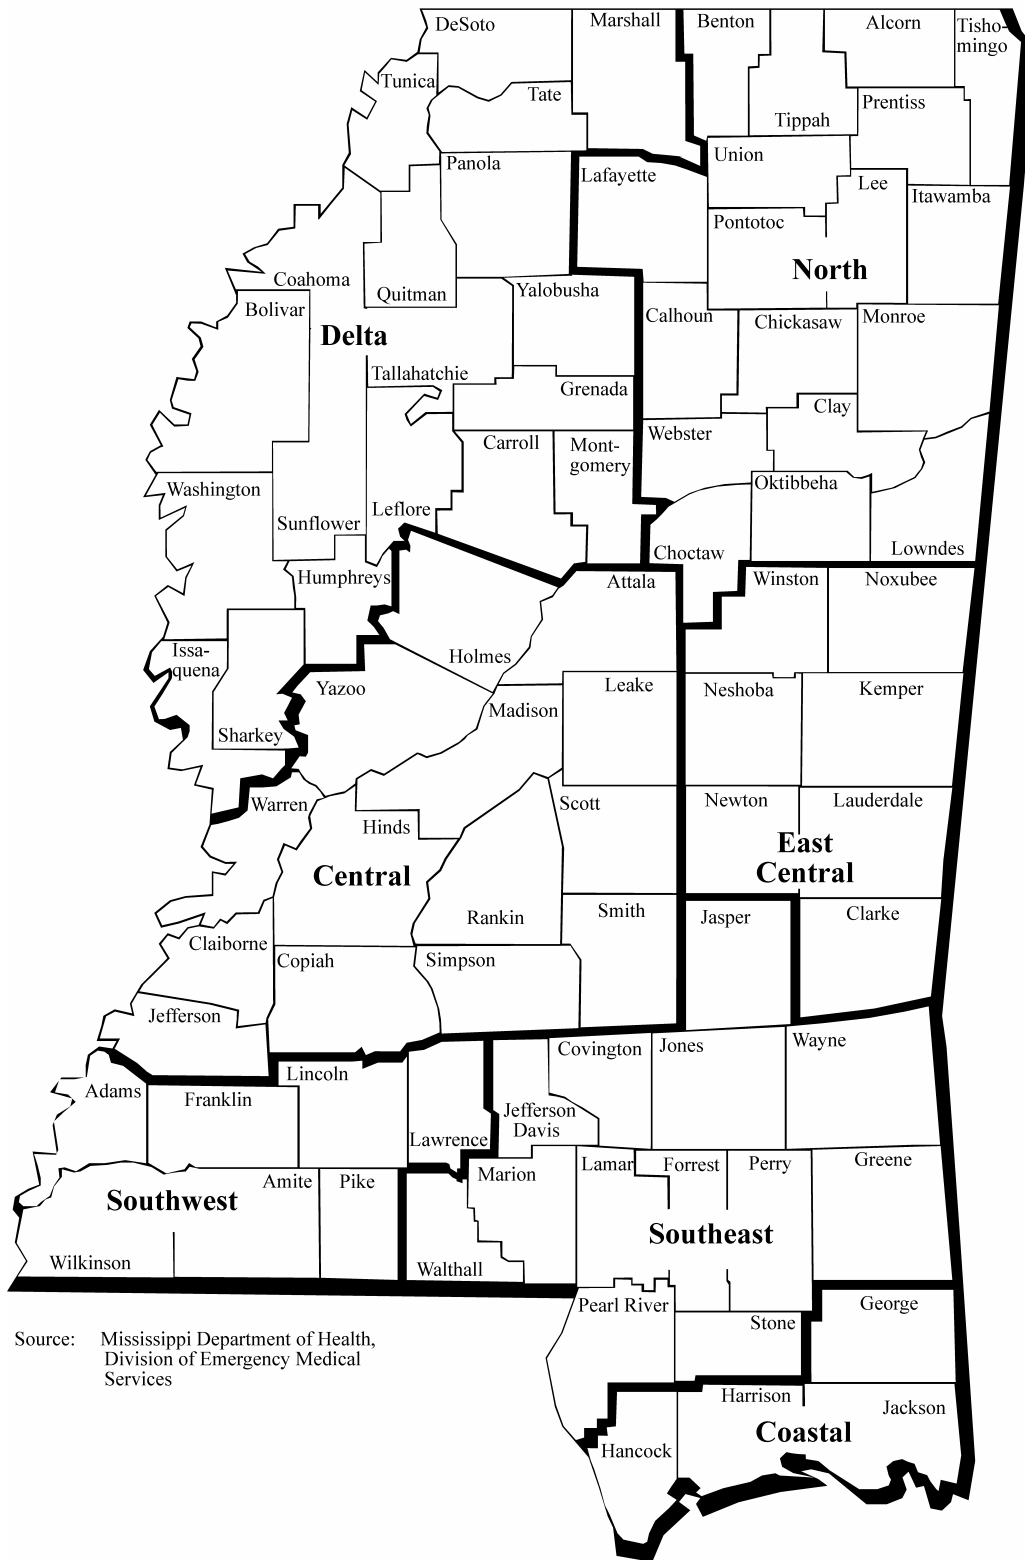 DeSoto
Marshall
Benton
Alcorn
Tisho-
mingo
Tunica
Tate
Prentiss
Tippah
Panola
Union
Lafayette
Lee
Itawamba
Pontotoc
North
Coahoma
Quitman
Yalobusha
Bolivar
Calhoun
Chickasaw
Monroe
Delta
Tallahatchie
Grenada
Clay
Webster
Carroll
Mont-
gomery
Washington
Oktibbeha
Sunflower
Leflore
Choctaw
Lowndes
Humphreys
Attala
Winston
Noxubee
Issa-
quena
Holmes
Yazoo
Leake
Neshoba
Kemper
Madison
Sharkey
Warren
Scott
Newton
Lauderdale
Hinds
East
Central
Central
Rankin
Smith
Jasper
Clarke
Claiborne
Copiah
Simpson
Jefferson
Covington
Jones
Wayne
Lincoln
Adams
Franklin
Jefferson
Davis
Lawrence
Marion
Lamar
Forrest
Perry
Greene
Amite
Pike
Southwest
Southeast
Wilkinson
Walthall
Pearl River
George
Stone
Source: Mississippi Department of Health,
Division of Emergency Medical
Services
Harrison
Jackson
Coastal
Hancock